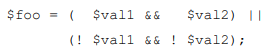 $foo = (  $val1 &&   $val2) ||
(! $val1 && ! $val2);